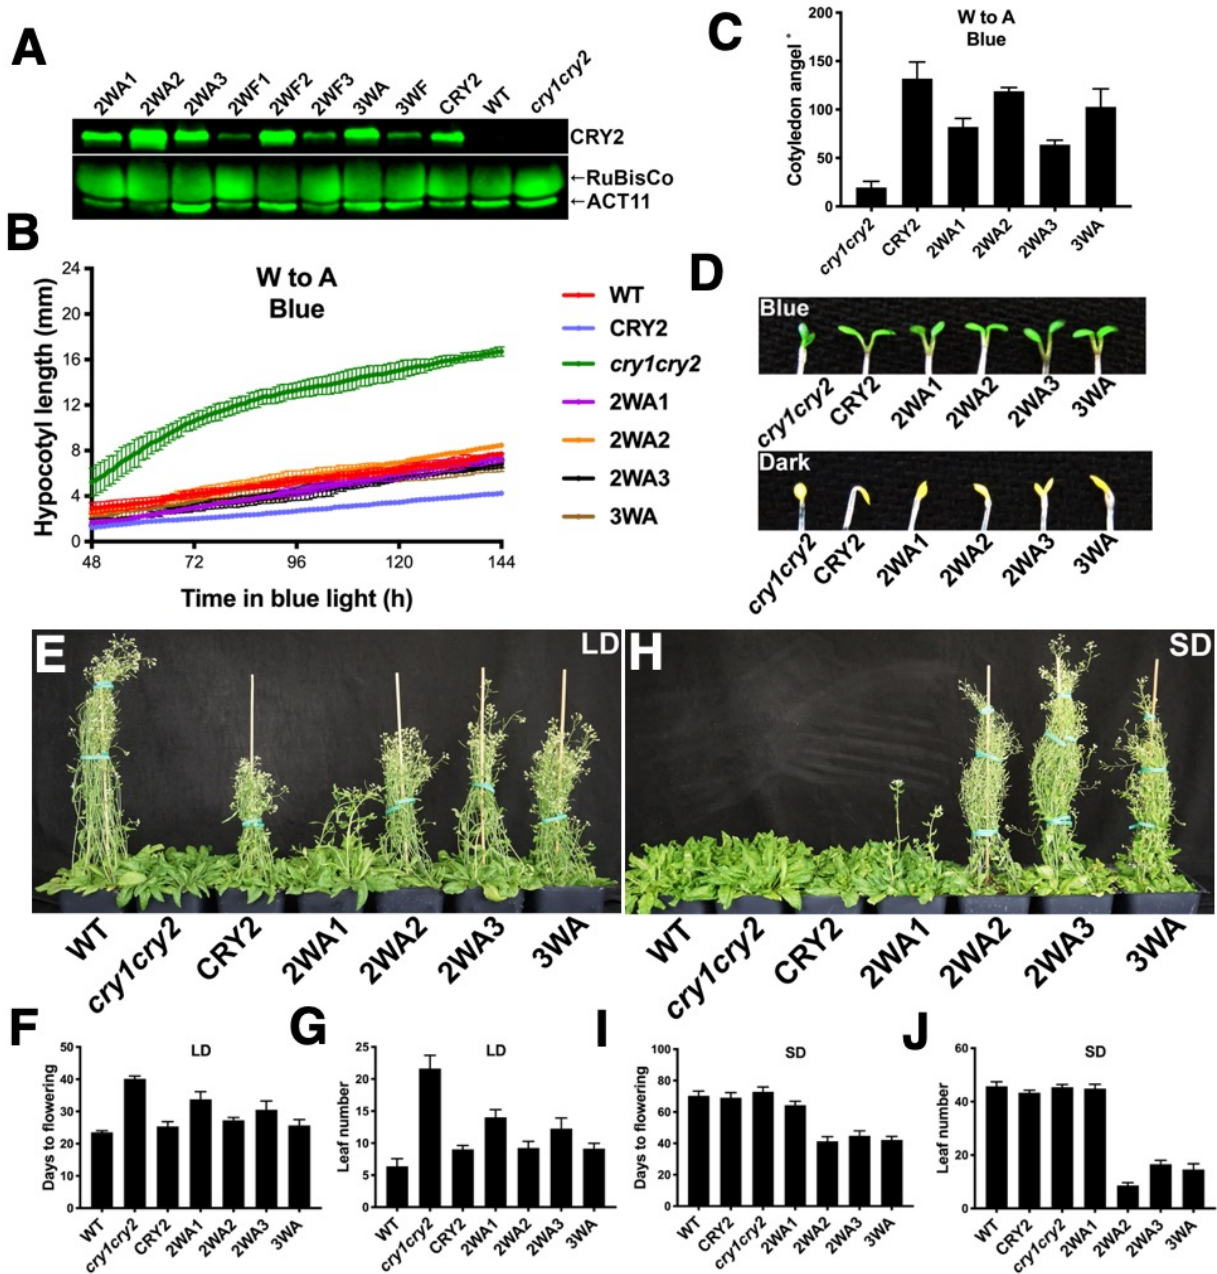 A
2WA1 2WA2 2WA3 2WF1 2WF2 2WF3 3WA 3WF CRY2 WT cry1cry2
CRY2
←RuBisCo
←ACT11
B
W to A
Blue
Hypocotyl length (mm)
24
20
16
12
8
4
0
48 72 96 120 144
Time in blue light (h)
WT
CRY2
cry1cry2
2WA1
2WA2
2WA3
3WA
C
W to A
Blue
Cotyledon angel °
200
150
100
50
0
cry1cry2 CRY2 2WA1 2WA2 2WA3 3WA
D
Blue
cry1cry2 CRY2 2WA1 2WA2 2WA3 3WA
Dark
cry1cry2 CRY2 2WA1 2WA2 2WA3 3WA
E LD
WT cry1cry2 CRY2 2WA1 2WA2 2WA3 3WA
H SD
WT cry1cry2 CRY2 2WA1 2WA2 2WA3 3WA
F
LD
Days to flowering
50
40
30
20
10
0
WT cry1cry2 CRY2 2WA1 2WA2 2WA3 3WA
G
LD
Leaf number
25
20
15
10
5
0
WT cry1cry2 CRY2 2WA1 2WA2 2WA3 3WA
I
SD
Days to flowering
100
80
60
40
20
0
WT CRY2 cry1cry2 2WA1 2WA2 2WA3 3WA
J
SD
Leaf number
60
40
20
0
WT CRY2 cry1cry2 2WA1 2WA2 2WA3 3WA